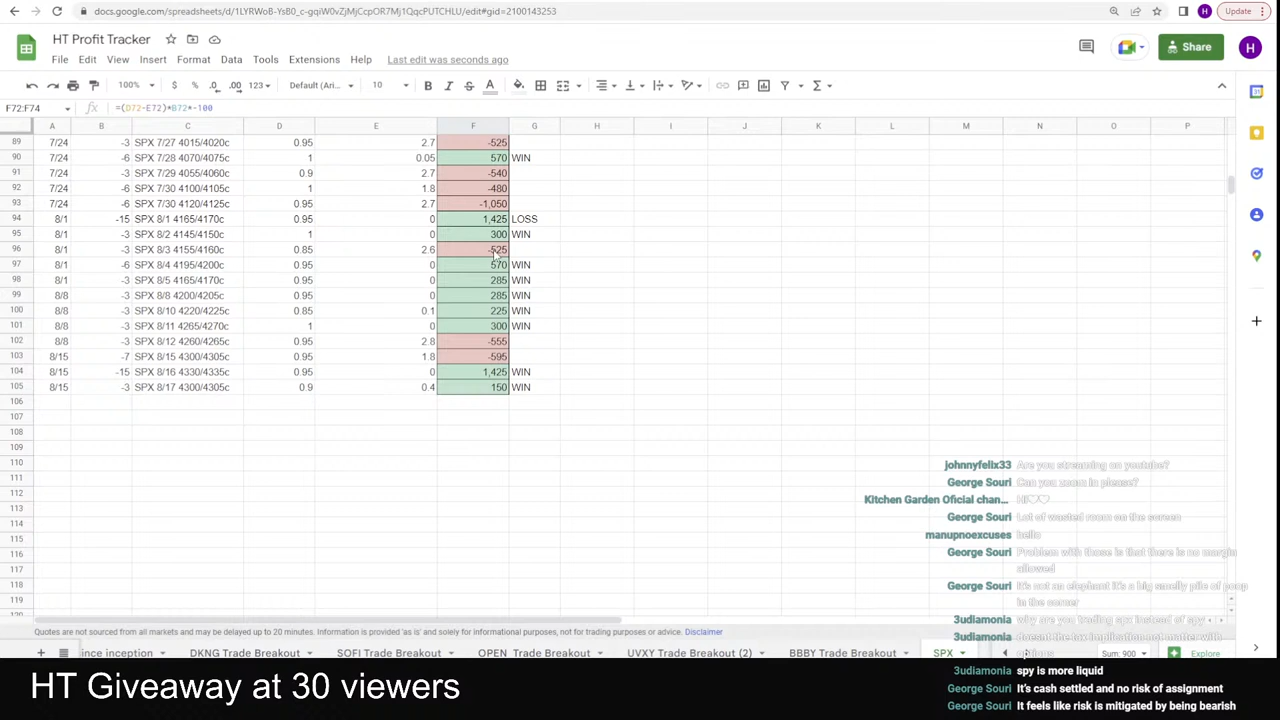 docs.google.com/spreadsheets/d/1LYRWoB-YsB0_c-gqiW0vZjMjCcpOR7Mj1QqcPUTCHLU/edit#gid=2100143253
H
Update
HT Profit Tracker
Share
H
File Edit View Insert Format Data Tools Extensions Help Last edit was seconds ago
100% $ % .0 .00 123 Default (Ari... 10 B I S A
F72:F74 fx =(D72-E72)*B72*-100
A B C D E F G H I J K L M N O P
89 7/24 -3 SPX 7/27 4015/4020c 0.95 2.7 -525
90 7/24 -6 SPX 7/28 4070/4075c 1 0.05 570 WIN
91 7/24 -3 SPX 7/29 4055/4060c 0.9 2.7 -540
92 7/24 -6 SPX 7/30 4100/4105c 1 1.8 -480
93 7/24 -6 SPX 7/30 4120/4125c 0.95 2.7 -1,050
94 8/1 -15 SPX 8/1 4165/4170c 0.95 0 1,425 LOSS
95 8/1 -3 SPX 8/2 4145/4150c 1 0 300 WIN
96 8/1 -3 SPX 8/3 4155/4160c 0.85 2.6 -525
97 8/1 -6 SPX 8/4 4195/4200c 0.95 0 570 WIN
98 8/1 -3 SPX 8/5 4165/4170c 0.95 0 285 WIN
99 8/8 -3 SPX 8/8 4200/4205c 0.95 0 285 WIN
100 8/8 -3 SPX 8/10 4220/4225c 0.85 0.1 225 WIN
101 8/8 -3 SPX 8/11 4265/4270c 1 0 300 WIN
102 8/8 -3 SPX 8/12 4260/4265c 0.95 2.8 -555
103 8/15 -7 SPX 8/15 4300/4305c 0.95 1.8 -595
104 8/15 -15 SPX 8/16 4330/4335c 0.95 0 1,425 WIN
105 8/15 -3 SPX 8/17 4300/4305c 0.9 0.4 150 WIN
106
107
108
109
110
111
112
113
114
115
116
117
118
119
120
johnnyfelix33 Are you streaming on youtube?
George Souri Can you zoom in please?
Kitchen Garden Oficial chan... Hi♡♡
George Souri Lot of wasted room on the screen
manupnoexcuses hello
George Souri Problem with those is that there is no margin
allowed
George Souri It's not an elephant it's a big smelly pile of poop
in the corner
3udiamonia why are you trading spx instead of spy
3udiamonia doesnt the tax implication not matter with
options
3udiamonia spy is more liquid
George Souri It's cash settled and no risk of assignment
George Souri It feels like risk is mitigated by being bearish
Quotes are not sourced from all markets and may be delayed up to 20 minutes. Information is provided 'as is' and solely for informational purposes, not for trading purposes or advice. Disclaimer
ince inception DKNG Trade Breakout SOFI Trade Breakout OPEN Trade Breakout UVXY Trade Breakout (2) BBBY Trade Breakout SPX Sum: 900 Explore
HT Giveaway at 30 viewers